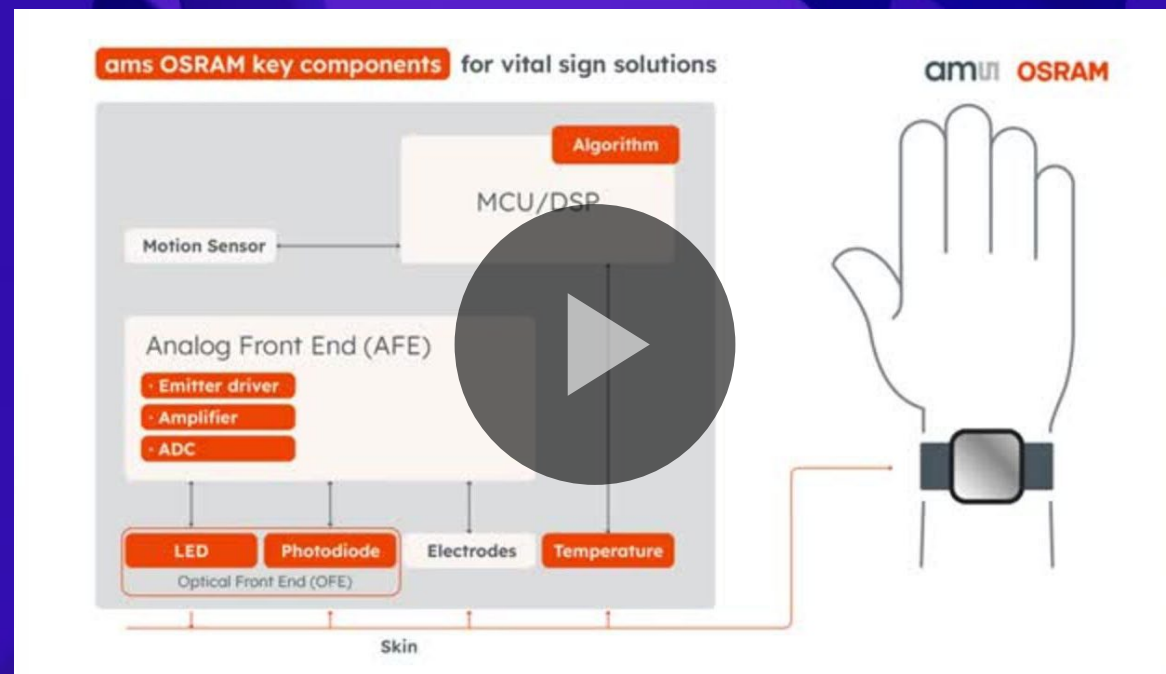 ams OSRAM key components for vital sign solutions
am OSRAM
Algorithm
MCU/DSP
Motion Sensor
Analog Front End (AFE)
· Emitter driver
· Amplifier
· ADC
LED
Photodiode
Electrodes
Temperature
Optical Front End (OFE)
Skin